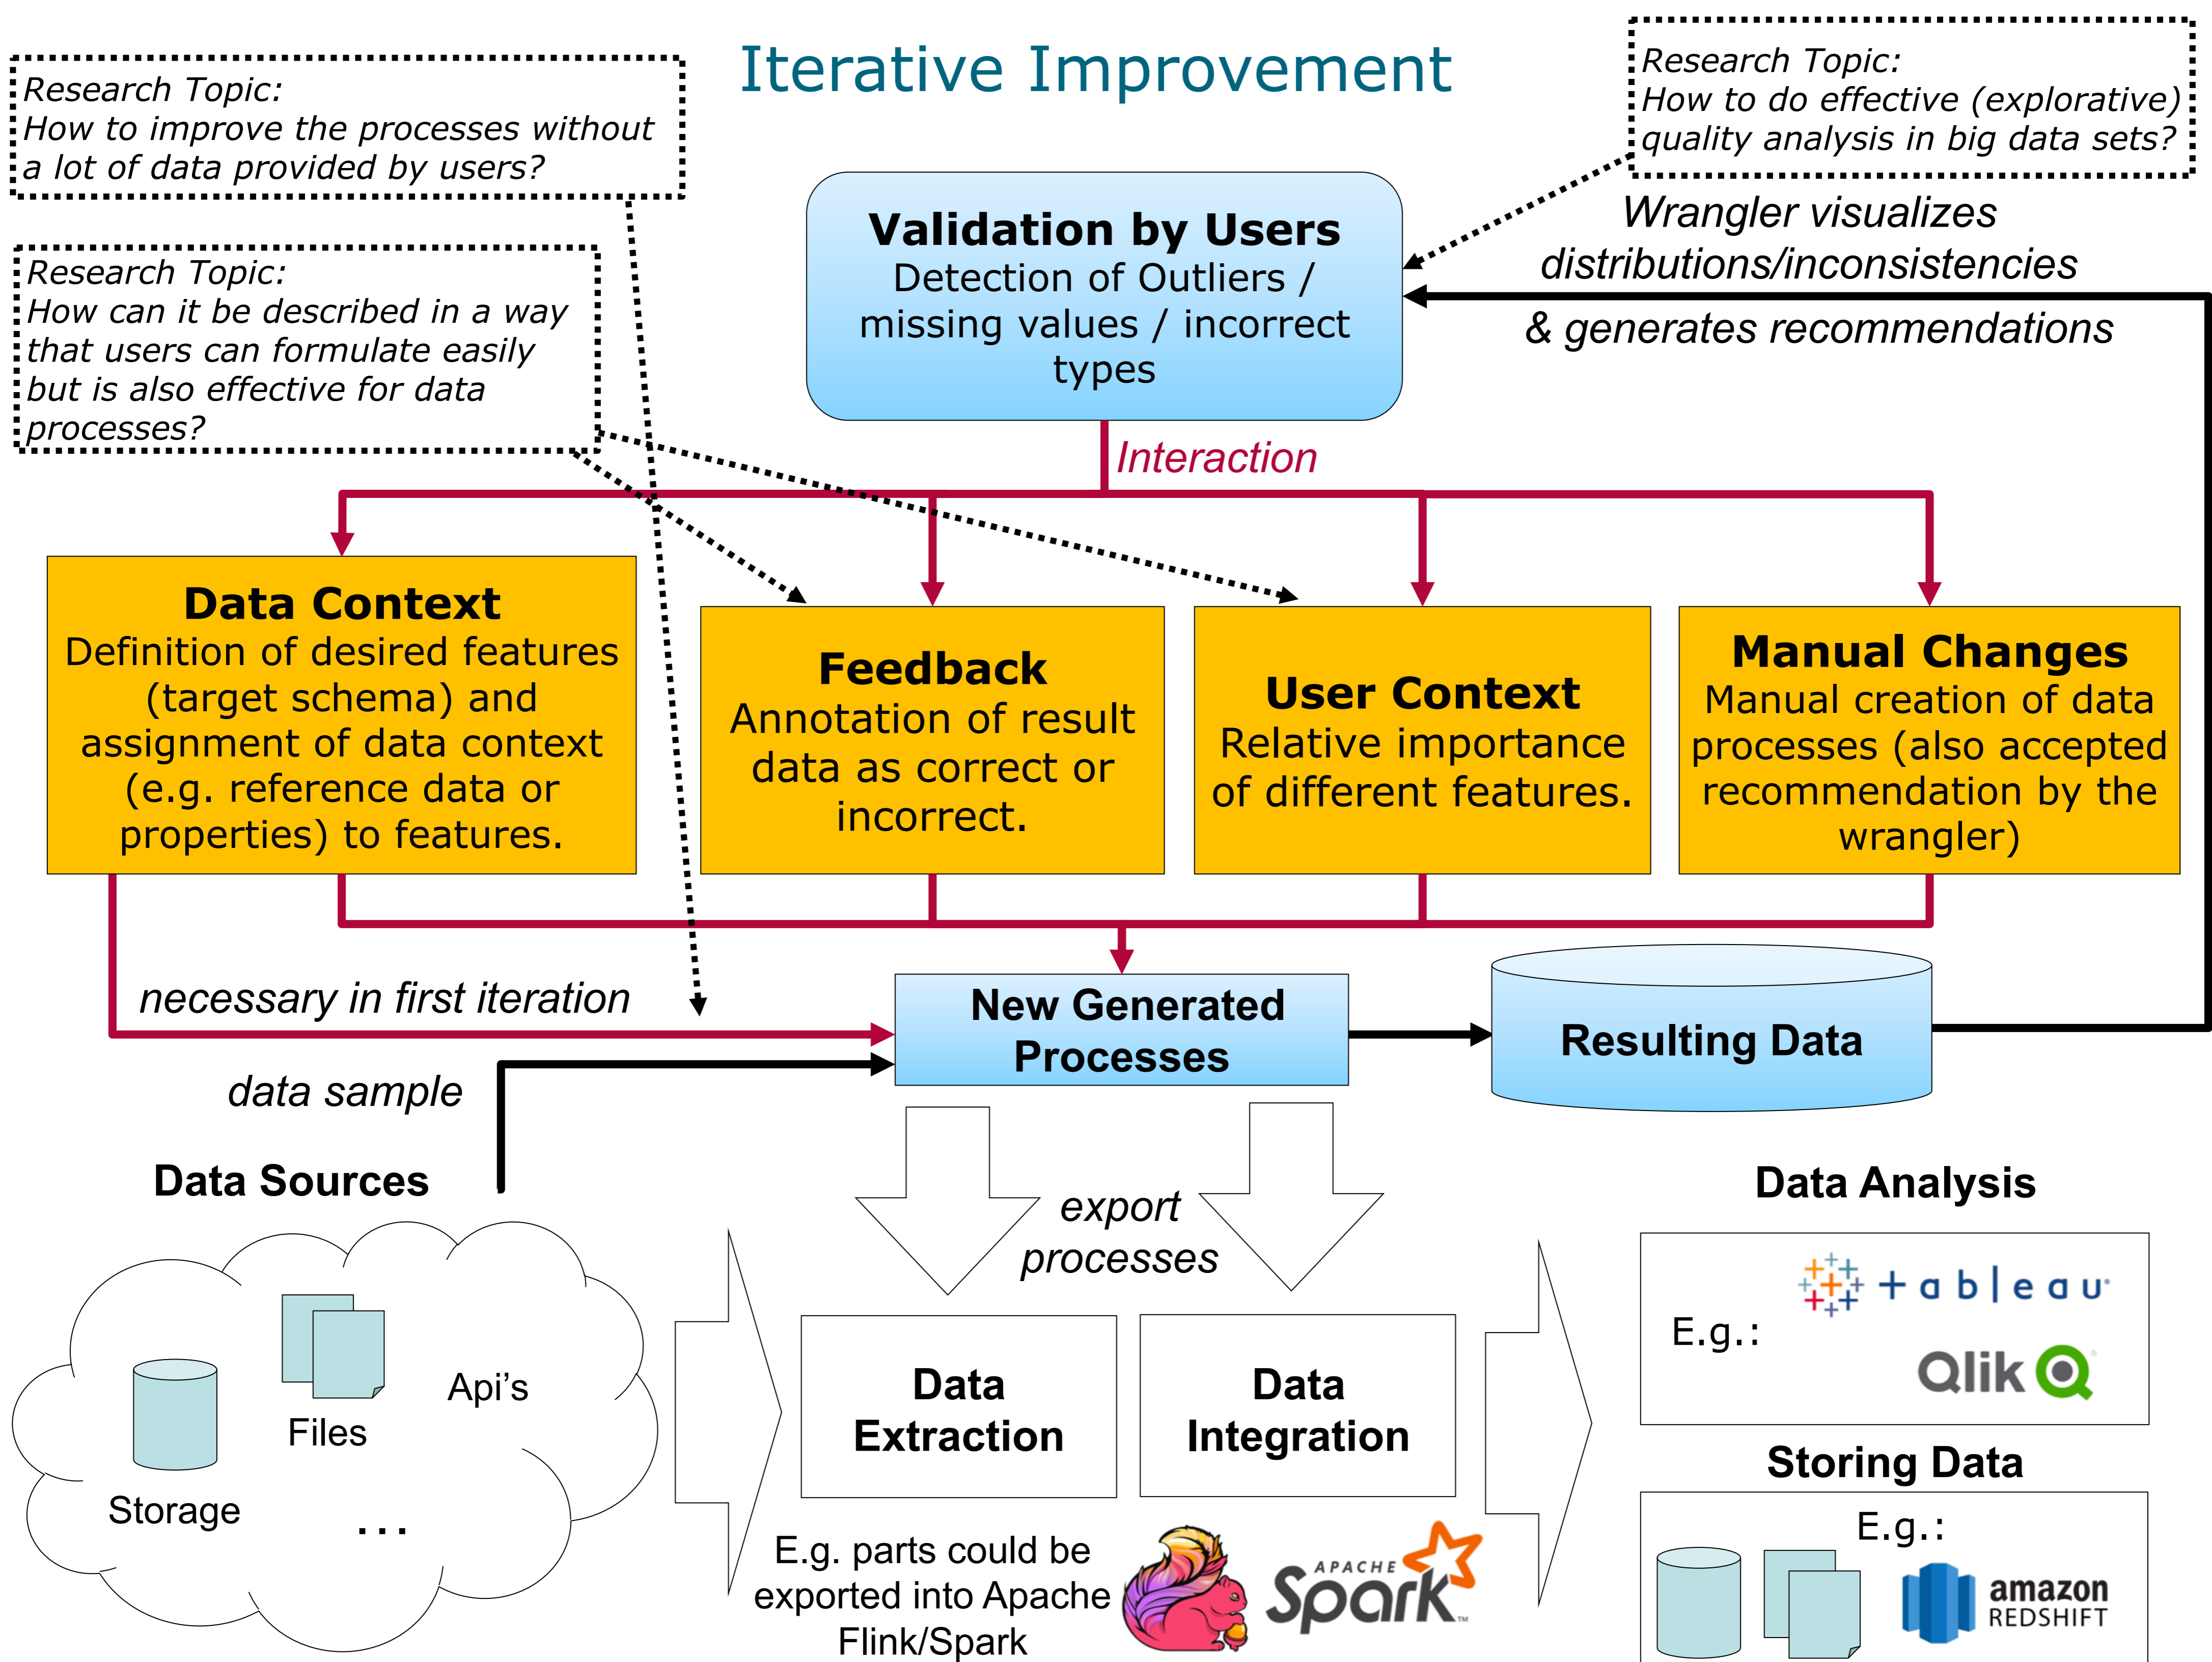 Iterative Improvement
Research Topic:
How to improve the processes without
a lot of data provided by users?
Research Topic:
How to do effective (explorative)
quality analysis in big data sets?
Research Topic:
How can it be described in a way
that users can formulate easily
but is also effective for data
processes?
Validation by Users
Detection of Outliers /
missing values / incorrect
types
Wrangler visualizes
distributions/inconsistencies
& generates recommendations
Interaction
Data Context
Definition of desired features
(target schema) and
assignment of data context
(e.g. reference data or
properties) to features.
Feedback
Annotation of result
data as correct or
incorrect.
User Context
Relative importance
of different features.
Manual Changes
Manual creation of data
processes (also accepted
recommendation by the
wrangler)
necessary in first iteration
New Generated
Processes
Resulting Data
data sample
Data Sources
export
processes
Data Analysis
Storage
Files
Api's
...
Data
Extraction
Data
Integration
E.g.:
+ableau
Qlik
E.g. parts could be
exported into Apache
Flink/Spark
APACHE
Spark™
Storing Data
E.g.:
amazon
REDSHIFT